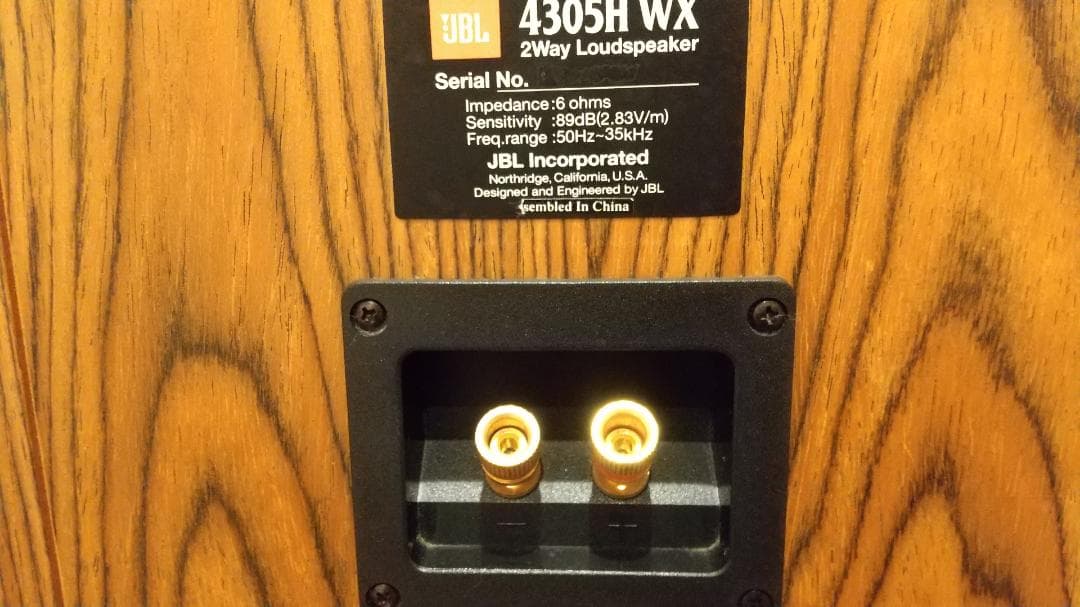 JBL
4305H WX
2Way Loudspeaker
Serial No.
Impedance:6 ohms
Sensitivity :89dB(2.83V/m)
Freq.range :50Hz~35kHz
JBL Incorporated
Northridge, California, U.S.A.
Designed and Engineered by JBL
sembled In China
− +